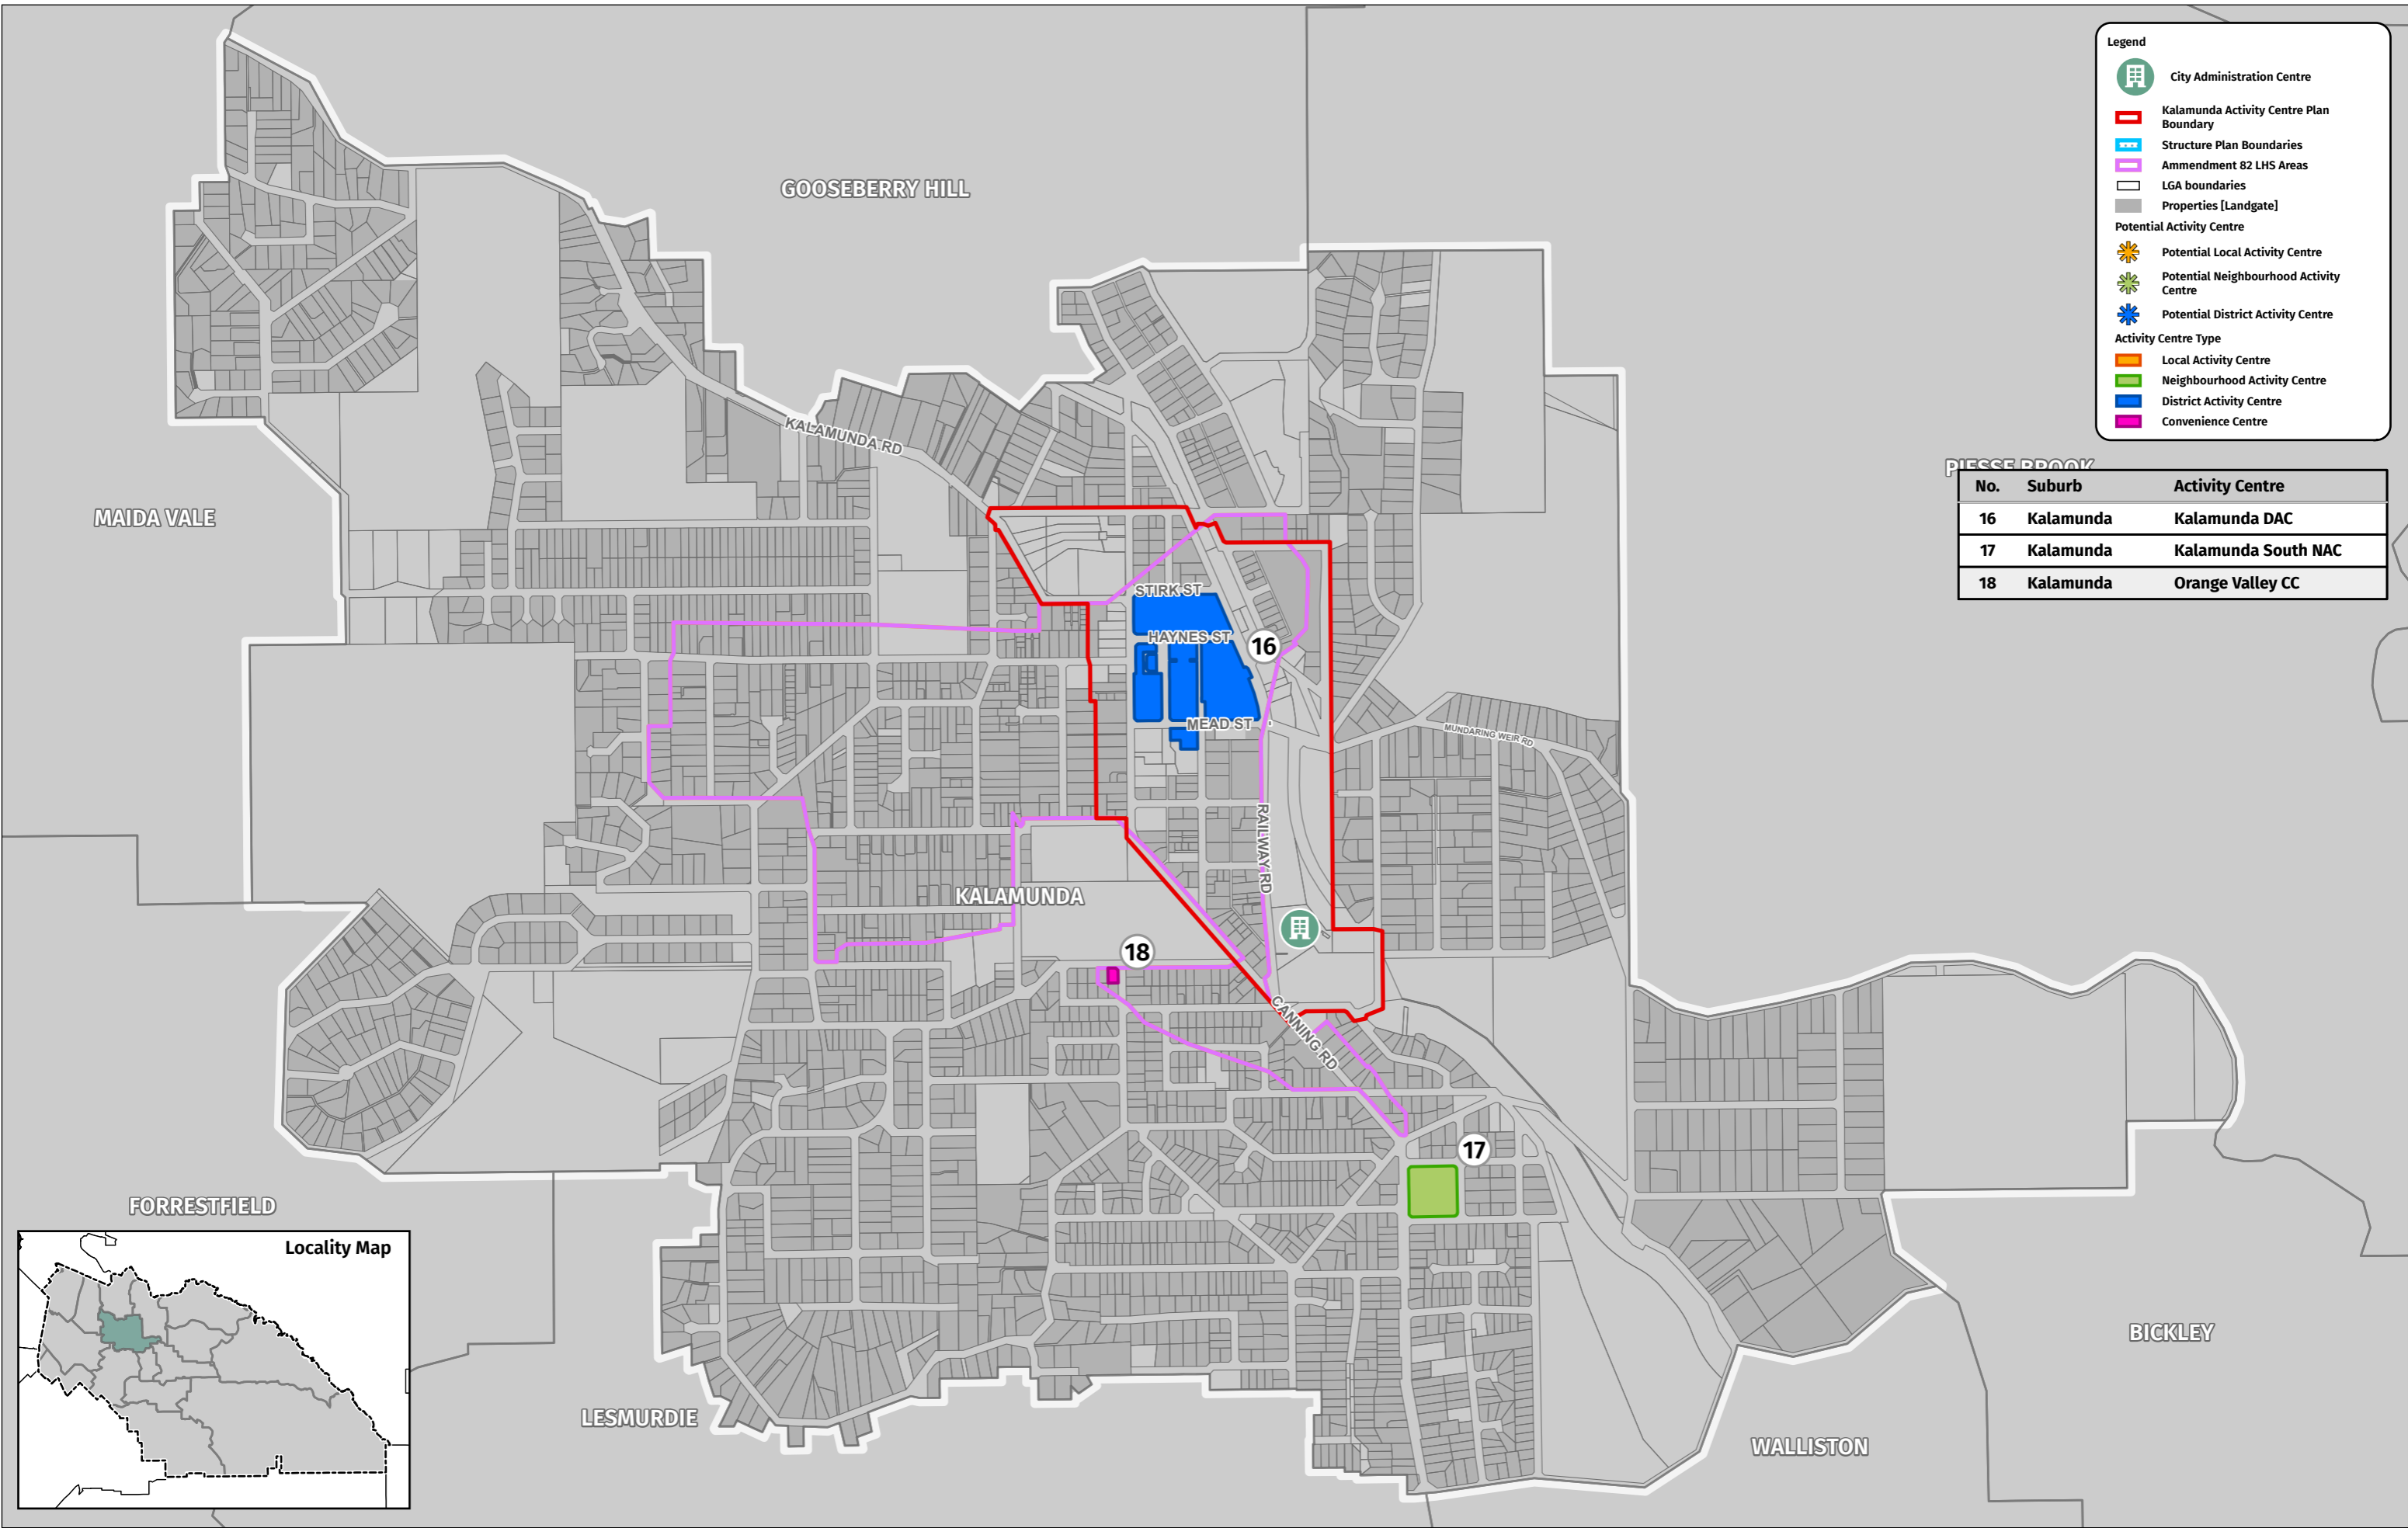 Legend
City Administration Centre
Kalamunda Activity Centre Plan
Boundary
Structure Plan Boundaries
Ammendment 82 LHS Areas
LGA boundaries
Properties [Landgate]
Potential Activity Centre
Potential Local Activity Centre
Potential Neighbourhood Activity
Centre
Potential District Activity Centre
Activity Centre Type
Local Activity Centre
Neighbourhood Activity Centre
District Activity Centre
Convenience Centre
GOOSEBERRY HILL
KALAMUNDA RD
PIESSE BROOK
No. Suburb Activity Centre
16 Kalamunda Kalamunda DAC
17 Kalamunda Kalamunda South NAC
18 Kalamunda Orange Valley CC
MAIDA VALE
STIRK ST
HAYNES ST
16
MEAD ST
MUNDARING WEIR RD
RAILWAY RD
KALAMUNDA
18
CANNING RD
17
FORRESTFIELD
Locality Map
BICKLEY
LESMURDIE
WALLISTON